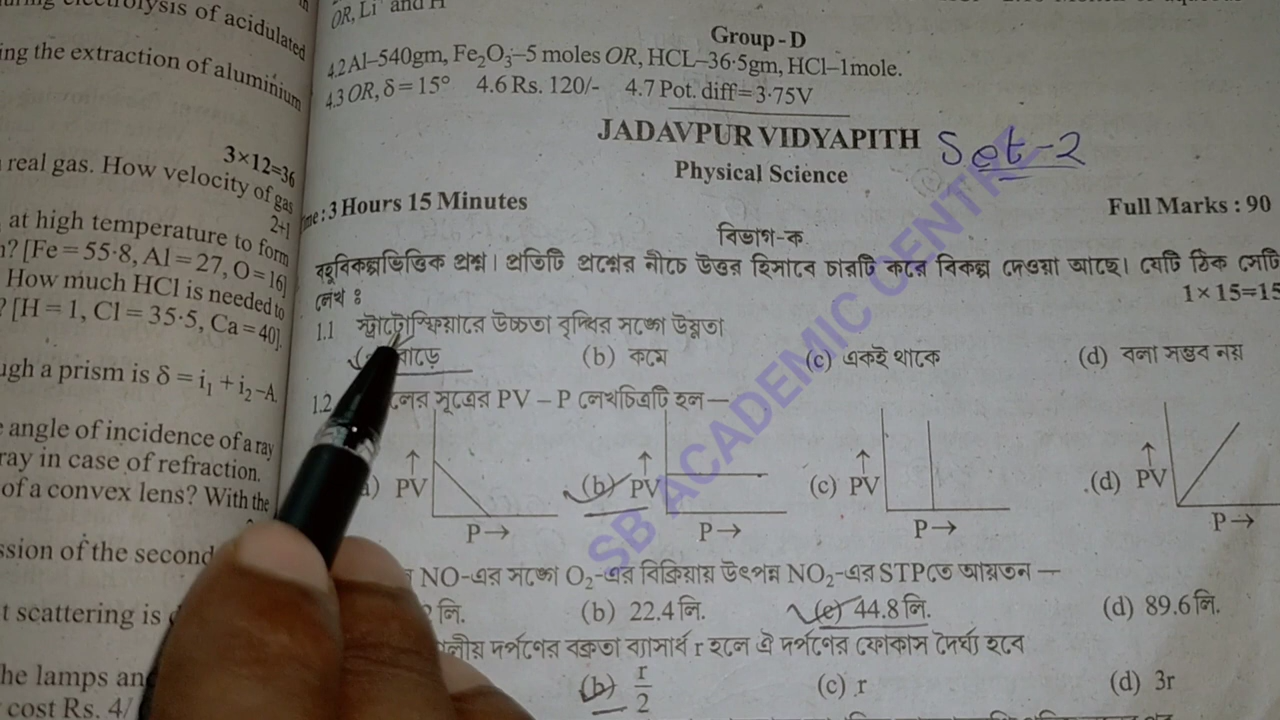 olysis of acidulated
ing the extraction of aluminium
3×12=36
real gas. How velocity of gas
2+1
at high temperature to form
n? [Fe=55·8, Al=27, O=16]
How much HCl is needed to
? [H=1, Cl=35·5, Ca=40].
ugh a prism is δ = i₁ + i₂–A.
angle of incidence of a ray
ray in case of refraction.
of a convex lens? With the
ssion of the second
t scattering is
he lamps an
cost Rs. 4/
OR, Li and H
Group-D
4.2 Al–540gm, Fe₂O₃–5 moles OR, HCL–36·5gm, HCl–1mole.
4.3 OR, δ = 15° 4.6 Rs. 120/- 4.7 Pot. diff=3·75V
JADAVPUR VIDYAPITH Set-2
Physical Science
me : 3 Hours 15 Minutes Full Marks : 90
বিভাগ-ক
বহুবিকল্পভিত্তিক প্রশ্ন। প্রতিটি প্রশ্নের নীচে উত্তর হিসাবে চারটি করে বিকল্প দেওয়া আছে। যেটি ঠিক সেটি
লেখ ঃ 1×15=15
1.1 স্ট্রাটোস্ফিয়ারে উচ্চতা বৃদ্ধির সঙ্গে উষ্ণতা
বাড়ে (b) কমে (c) একই থাকে (d) বলা সম্ভব নয়
1.2 লের সূত্রের PV – P লেখচিত্রটি হল —
PV P→ (b) PV P→ (c) PV P→ (d) PV P→
NO-এর সঙ্গে O₂-এর বিক্রিয়ায় উৎপন্ন NO₂-এর STPতে আয়তন —
লি. (b) 22.4 লি. (c) 44.8 লি. (d) 89.6 লি.
লীয় দর্পণের বক্রতা ব্যাসার্ধ r হলে ঐ দর্পণের ফোকাস দৈর্ঘ্য হবে
(b) r/2 (c) r (d) 3r
SB ACADEMIC CENTRE